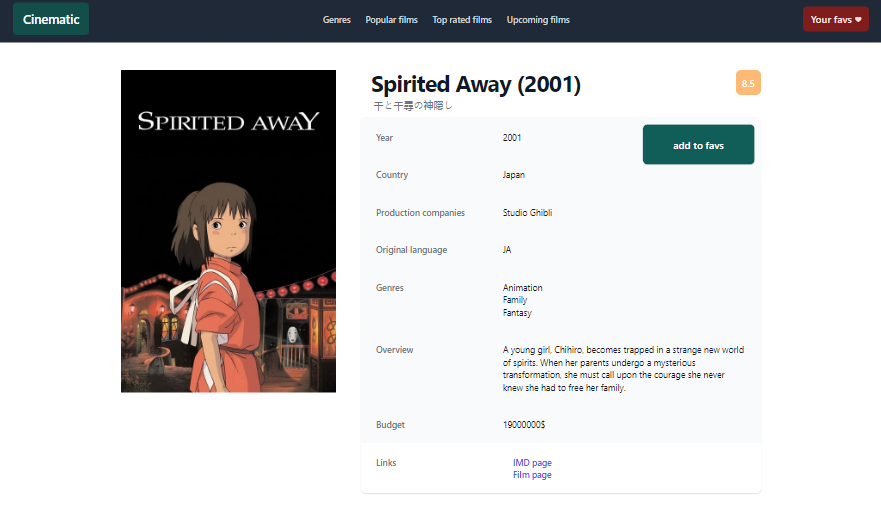 Cinematic
Genres Popular films Top rated films Upcoming films
Your favs ❤
SPIRITED AWAY
Spirited Away (2001)
8.5
千と千尋の神隠し
Year 2001
add to favs
Country Japan
Production companies Studio Ghibli
Original language JA
Genres Animation
Family
Fantasy
Overview A young girl, Chihiro, becomes trapped in a strange new world
of spirits. When her parents undergo a mysterious
transformation, she must call upon the courage she never
knew she had to free her family.
Budget 19000000$
Links IMD page
Film page